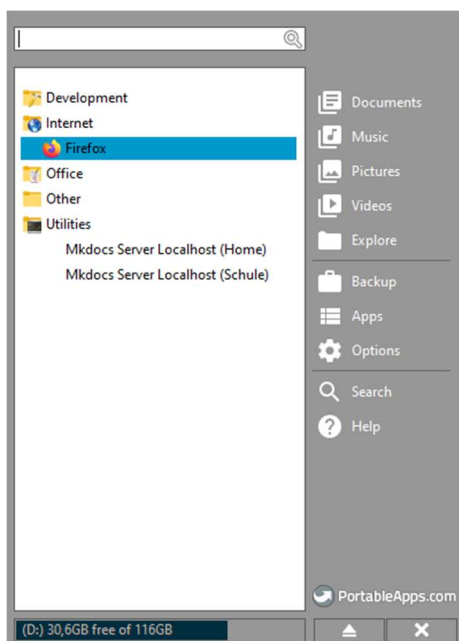 Development
Internet
Firefox
Office
Other
Utilities
Mkdocs Server Localhost (Home)
Mkdocs Server Localhost (Schule)
Documents
Music
Pictures
Videos
Explore
Backup
Apps
Options
Search
Help
PortableApps.com
(D:) 30,6GB free of 116GB